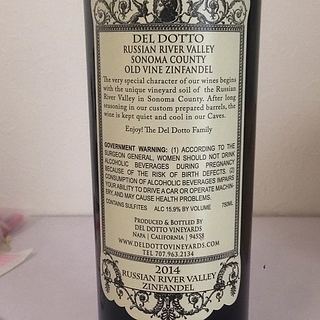 DEL DOTTO
RUSSIAN RIVER VALLEY
SONOMA COUNTY
OLD VINE ZINFANDEL
The very special character of our wines begins
with the unique vineyard soil of the Russian
River Valley in Sonoma County. After long
seasoning in our custom prepared barrels, the
wine is kept quiet and cool in our Caves.
Enjoy! The Del Dotto Family
GOVERNMENT WARNING: (1) ACCORDING TO THE
SURGEON GENERAL, WOMEN SHOULD NOT DRINK
ALCOHOLIC BEVERAGES DURING PREGNANCY
BECAUSE OF THE RISK OF BIRTH DEFECTS. (2)
CONSUMPTION OF ALCOHOLIC BEVERAGES IMPAIRS
YOUR ABILITY TO DRIVE A CAR OR OPERATE MACHIN-
ERY, AND MAY CAUSE HEALTH PROBLEMS.
CONTAINS SULFITES ALC 15.9% BY VOLUME 750ML
PRODUCED & BOTTLED BY
DEL DOTTO VINEYARDS
NAPA | CALIFORNIA | 94558
WWW.DELDOTTOVINEYARDS.COM
TEL 707.963.2134
2014
RUSSIAN RIVER VALLEY
ZINFANDEL